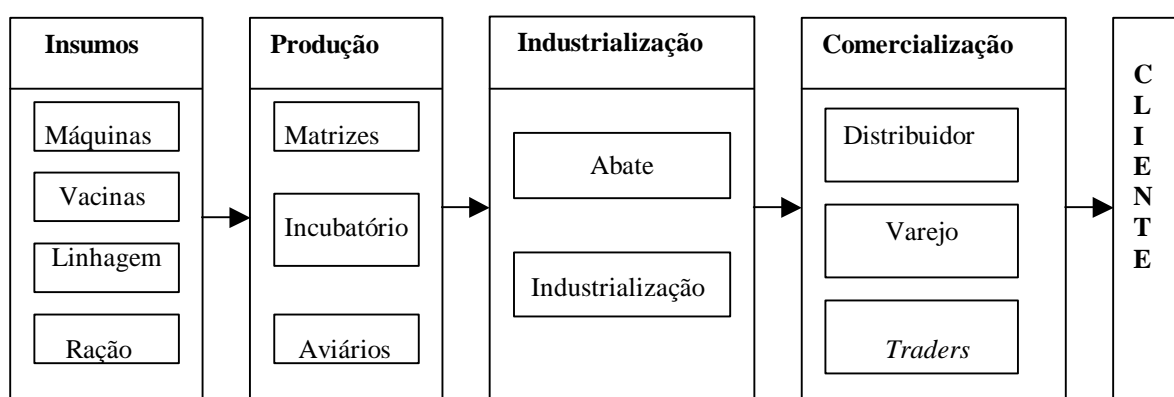 Insumos
Máquinas
Vacinas
Linhagem
Ração
Produção
Matrizes
Incubatório
Aviários
Industrialização
Abate
Industrialização
Comercialização
Distribuidor
Varejo
Traders
C
L
I
E
N
T
E